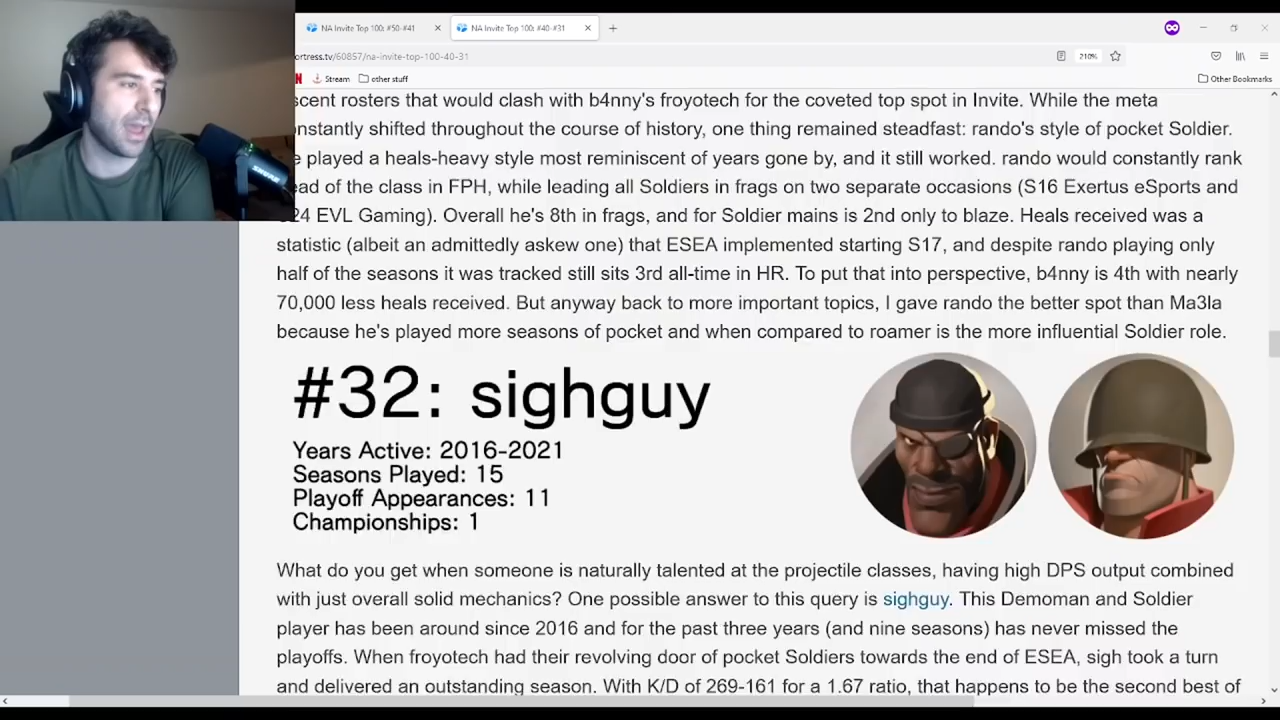 NA Invite Top 100: #50-#41
NA Invite Top 100: #40-#31
ortress.tv/60857/na-invite-top-100-40-31
210%
Stream
other stuff
Other Bookmarks
scent rosters that would clash with b4nny's froyotech for the coveted top spot in Invite. While the meta
onstantly shifted throughout the course of history, one thing remained steadfast: rando's style of pocket Soldier.
e played a heals-heavy style most reminiscent of years gone by, and it still worked. rando would constantly rank
ead of the class in FPH, while leading all Soldiers in frags on two separate occasions (S16 Exertus eSports and
24 EVL Gaming). Overall he's 8th in frags, and for Soldier mains is 2nd only to blaze. Heals received was a
statistic (albeit an admittedly askew one) that ESEA implemented starting S17, and despite rando playing only
half of the seasons it was tracked still sits 3rd all-time in HR. To put that into perspective, b4nny is 4th with nearly
70,000 less heals received. But anyway back to more important topics, I gave rando the better spot than Ma3la
because he's played more seasons of pocket and when compared to roamer is the more influential Soldier role.
#32: sighguy
Years Active: 2016-2021
Seasons Played: 15
Playoff Appearances: 11
Championships: 1
What do you get when someone is naturally talented at the projectile classes, having high DPS output combined
with just overall solid mechanics? One possible answer to this query is sighguy. This Demoman and Soldier
player has been around since 2016 and for the past three years (and nine seasons) has never missed the
playoffs. When froyotech had their revolving door of pocket Soldiers towards the end of ESEA, sigh took a turn
and delivered an outstanding season. With K/D of 269-161 for a 1.67 ratio, that happens to be the second best of
SHURE